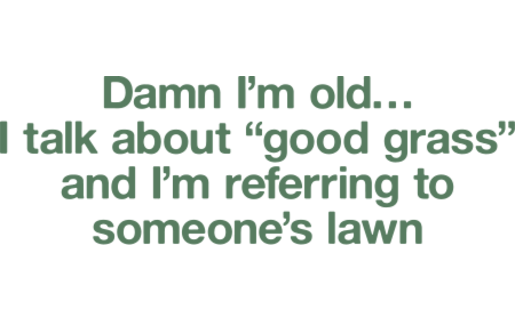 Damn I’m old...
I talk about “good grass”
and I’m referring to
someone’s lawn